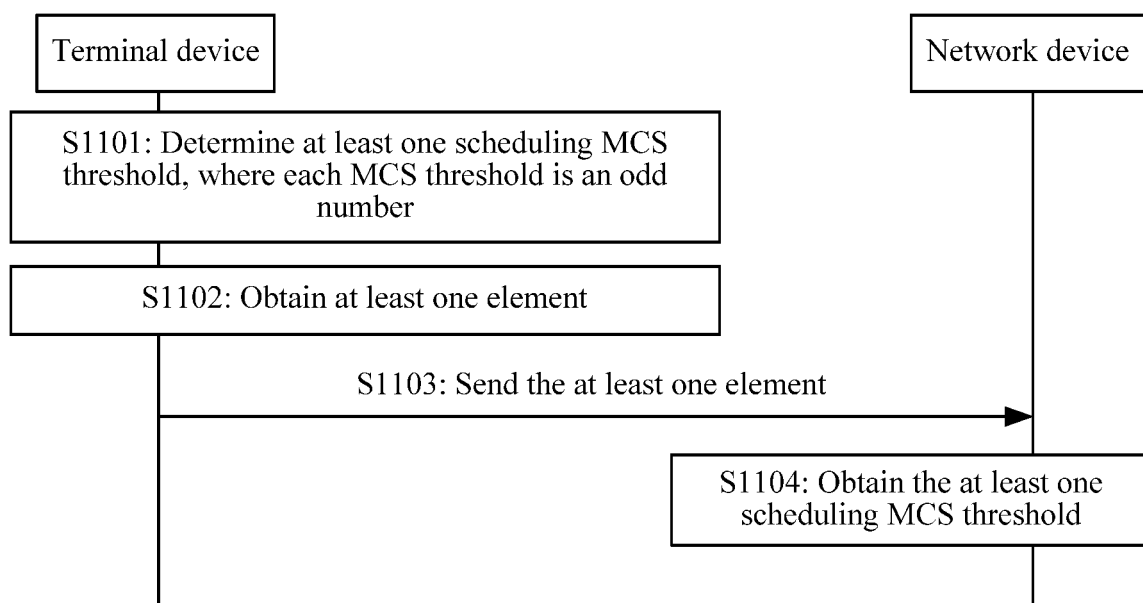 Terminal device
Network device
S1101: Determine at least one scheduling MCS
threshold, where each MCS threshold is an odd
number
S1102: Obtain at least one element
S1103: Send the at least one element
S1104: Obtain the at least one
scheduling MCS threshold